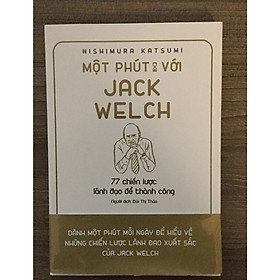 NISHIMURA KATSUMI
MỘT PHÚT VỚI
JACK
WELCH
77 chiến lược
lãnh đạo để thành công
Người dịch: Bùi Thị Thảo
DÀNH MỘT PHÚT MỖI NGÀY ĐỂ HIỂU VỀ
NHỮNG CHIẾN LƯỢC LÃNH ĐẠO XUẤT SẮC
CỦA JACK WELCH